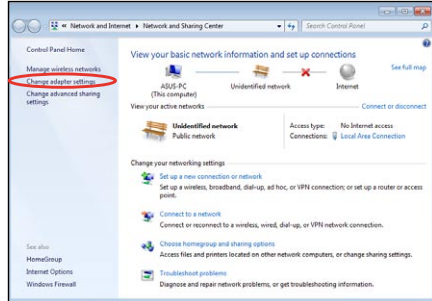 Network and Internet ▸ Network and Sharing Center
Search Control Panel
Control Panel Home
Manage wireless networks
Change adapter settings
Change advanced sharing
settings
View your basic network information and set up connections
See full map
ASUS-PC
(This computer)
Unidentified network
Internet
View your active networks
Connect or disconnect
Unidentified network
Public network
Access type: No Internet access
Connections: Local Area Connection
Change your networking settings
Set up a new connection or network
Set up a wireless, broadband, dial-up, ad hoc, or VPN connection; or set up a router or access
point.
Connect to a network
Connect or reconnect to a wireless, wired, dial-up, or VPN network connection.
Choose homegroup and sharing options
Access files and printers located on other network computers, or change sharing settings.
Troubleshoot problems
Diagnose and repair network problems, or get troubleshooting information.
See also
HomeGroup
Internet Options
Windows Firewall